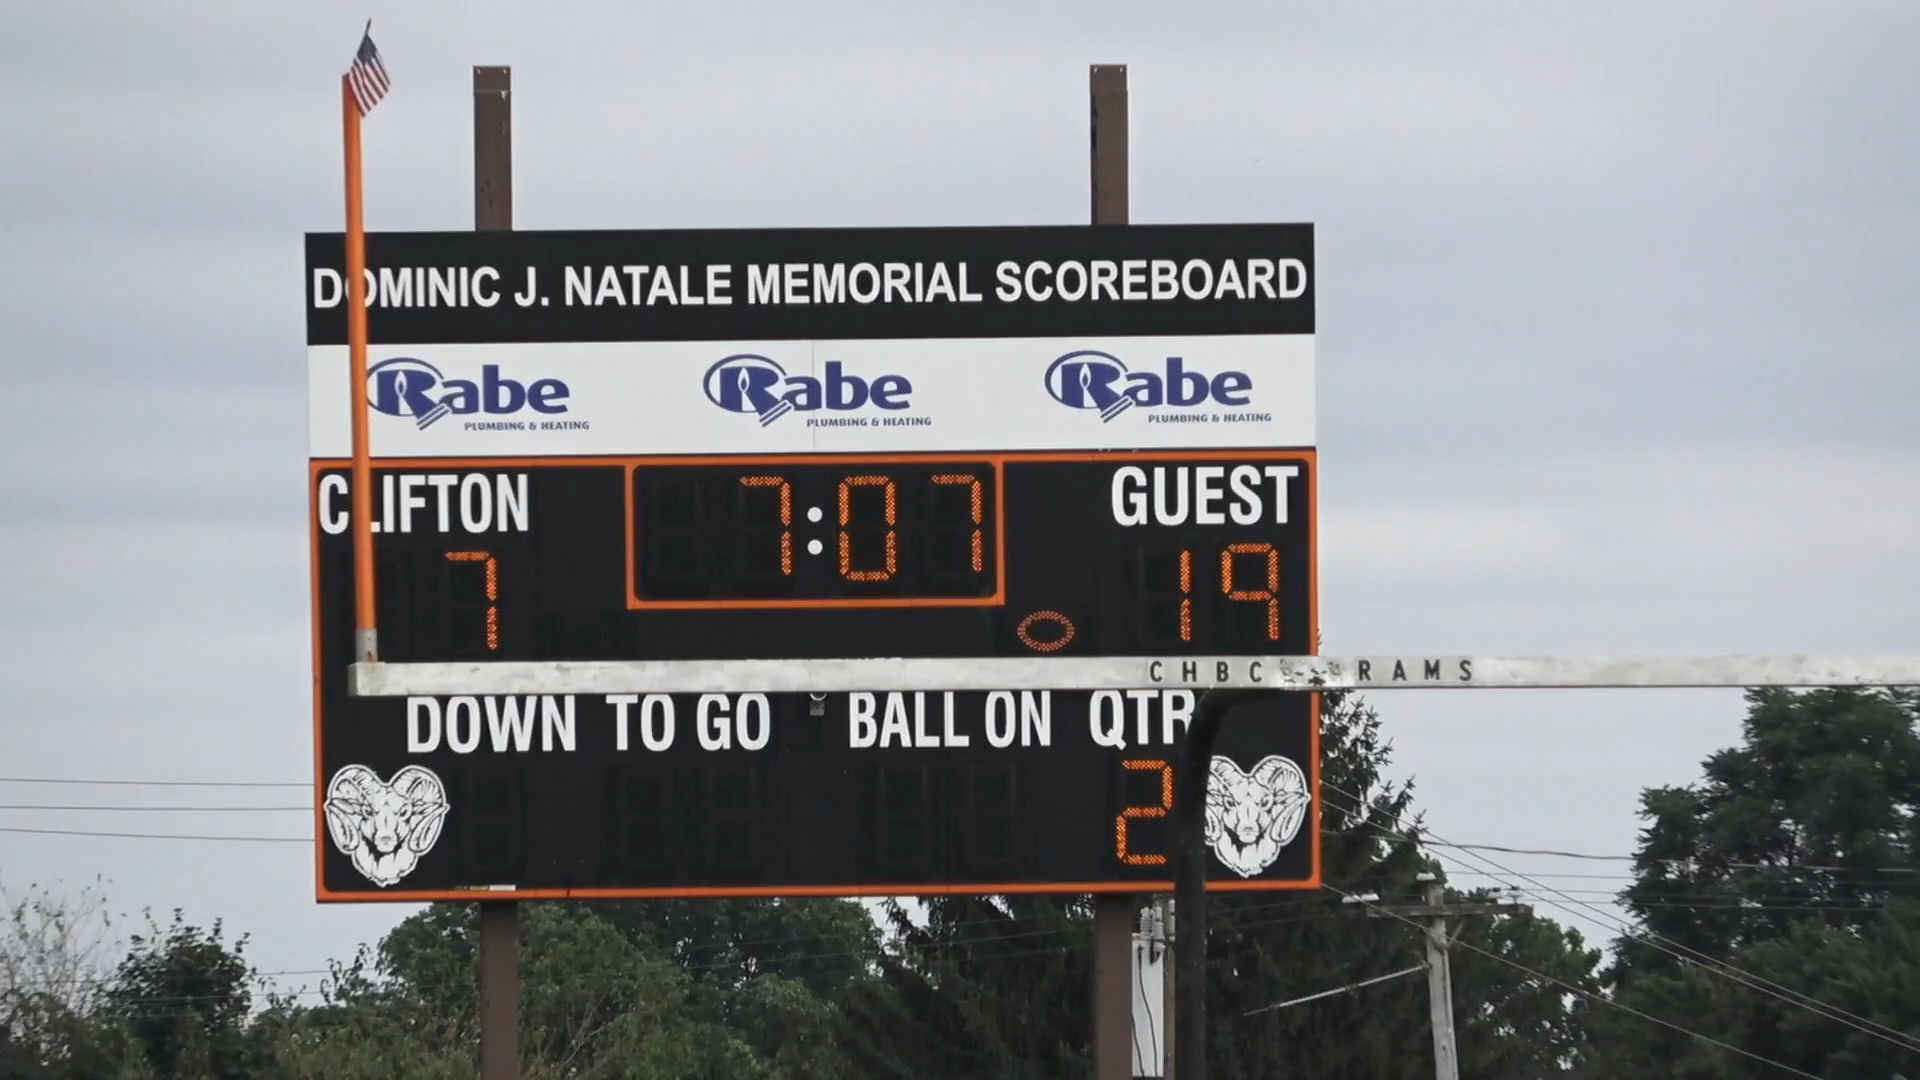 DOMINIC J. NATALE MEMORIAL SCOREBOARD
Rabe Rabe Rabe
PLUMBING & HEATING PLUMBING & HEATING PLUMBING & HEATING
CLIFTON 7:07 GUEST
7 19
CHBC RAMS
DOWN TO GO BALL ON QTR
2